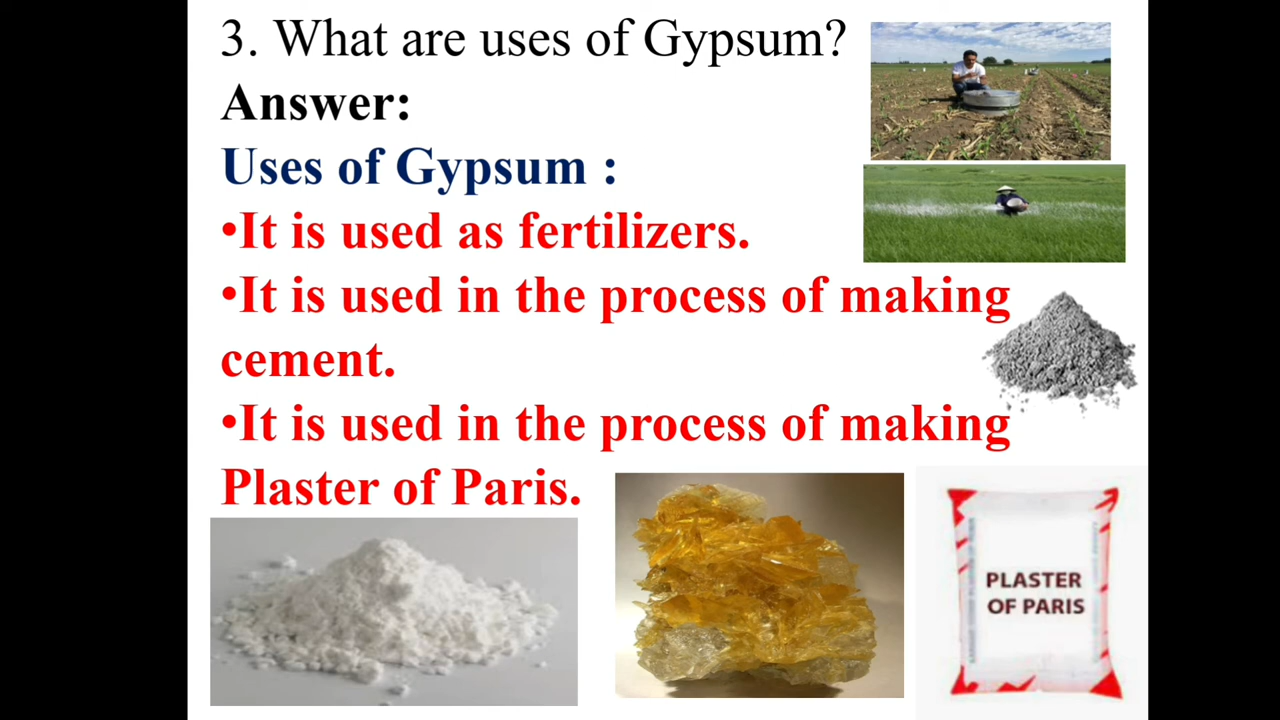 3. What are uses of Gypsum?
Answer:
Uses of Gypsum :
•It is used as fertilizers.
•It is used in the process of making
cement.
•It is used in the process of making
Plaster of Paris.
PLASTER
OF PARIS